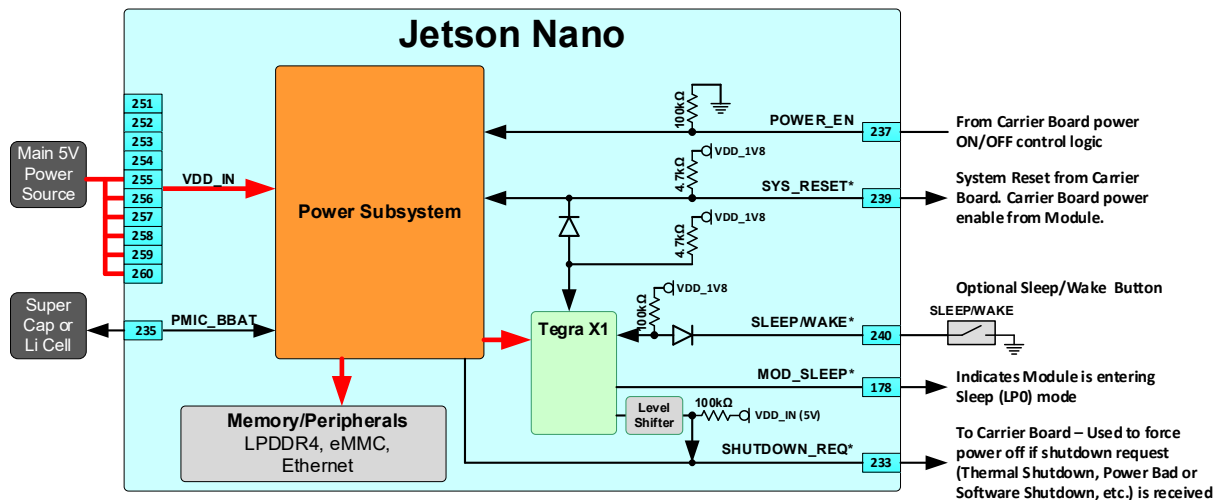 Jetson Nano
251
252
253
254
255
256
257
258
259
260
Main 5V
Power
Source
VDD_IN
Power Subsystem
Super
Cap or
Li Cell
235
PMIC_BBAT
Memory/Peripherals
LPDDR4, eMMC,
Ethernet
100kΩ
POWER_EN
237
From Carrier Board power
ON/OFF control logic
VDD_1V8
4.7kΩ
SYS_RESET*
239
System Reset from Carrier
Board. Carrier Board power
enable from Module.
VDD_1V8
4.7kΩ
Tegra X1
VDD_1V8
100kΩ
SLEEP/WAKE*
240
Optional Sleep/Wake Button
SLEEP/WAKE
MOD_SLEEP*
178
Indicates Module is entering
Sleep (LP0) mode
Level
Shifter
100kΩ
VDD_IN (5V)
SHUTDOWN_REQ*
233
To Carrier Board – Used to force
power off if shutdown request
(Thermal Shutdown, Power Bad or
Software Shutdown, etc.) is received